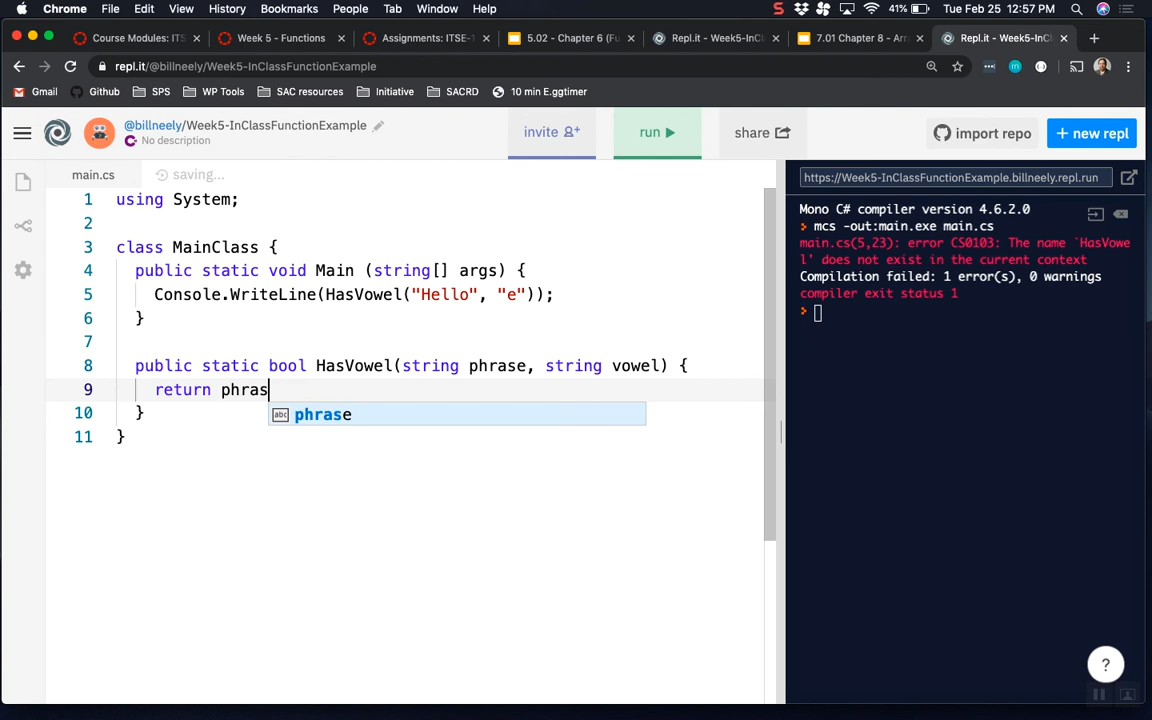 Chrome File Edit View History Bookmarks People Tab Window Help 41% Tue Feb 25 12:57 PM
Course Modules: ITS Week 5 - Functions Assignments: ITSE-1 5.02 - Chapter 6 (Fu Repl.it - Week5-InCl 7.01 Chapter 8 - Arr Repl.it - Week5-InCl
repl.it/@billneely/Week5-InClassFunctionExample
Gmail Github SPS WP Tools SAC resources Initiative SACRD 10 min E.ggtimer
@billneely/Week5-InClassFunctionExample
No description
invite run share import repo + new repl
main.cs saving...
1 using System;
2
3 class MainClass {
4 public static void Main (string[] args) {
5 Console.WriteLine(HasVowel("Hello", "e"));
6 }
7
8 public static bool HasVowel(string phrase, string vowel) {
9 return phras
abc phrase
10 }
11 }
https://Week5-InClassFunctionExample.billneely.repl.run
Mono C# compiler version 4.6.2.0
mcs -out:main.exe main.cs
main.cs(5,23): error CS0103: The name `HasVowe
l' does not exist in the current context
Compilation failed: 1 error(s), 0 warnings
compiler exit status 1
?